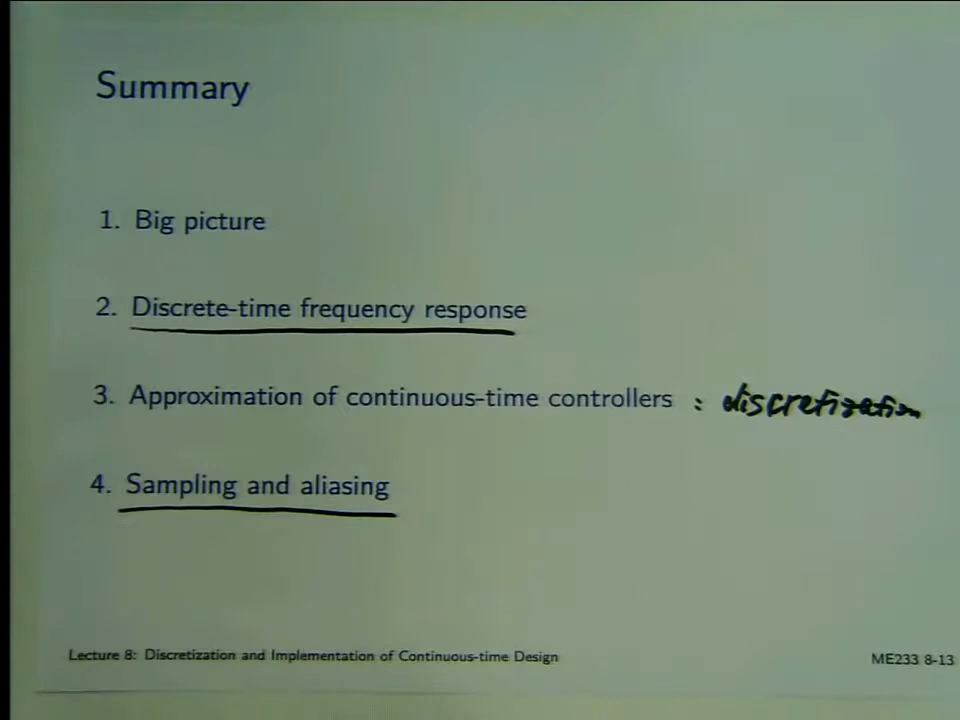 Summary
1. Big picture
2. Discrete-time frequency response
3. Approximation of continuous-time controllers : discretization
4. Sampling and aliasing
Lecture 8: Discretization and Implementation of Continuous-time Design
ME233 8-13